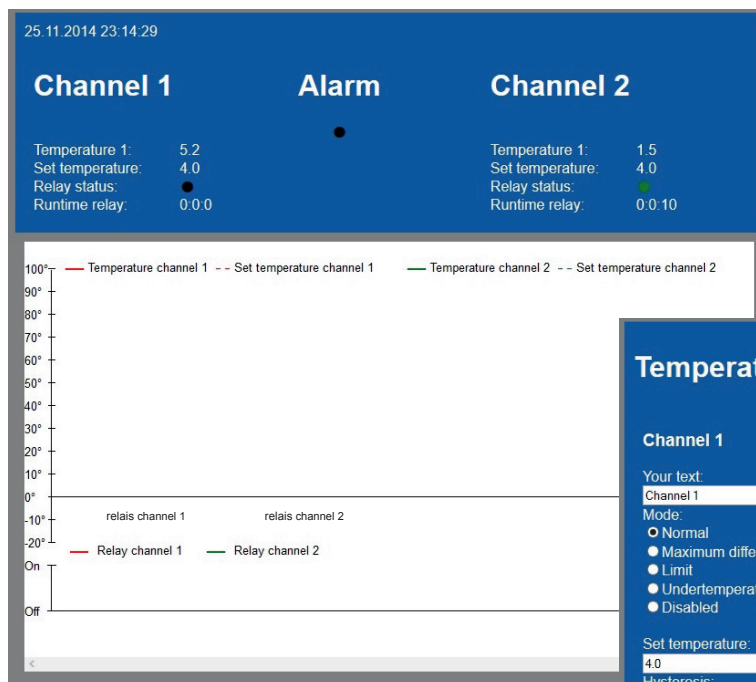 25.11.2014 23:14:29
Channel 1 Alarm Channel 2
Temperature 1: 5.2 Temperature 1: 1.5
Set temperature: 4.0 Set temperature: 4.0
Relay status: Relay status:
Runtime relay: 0:0:0 Runtime relay: 0:0:10
100° Temperature channel 1 Set temperature channel 1 Temperature channel 2 Set temperature channel 2
90°
80°
70°
60°
50°
40°
30°
20°
10°
0°
-10° relais channel 1 relais channel 2
-20°
Relay channel 1 Relay channel 2
On
Off
Temperat
Channel 1
Your text:
Channel 1
Mode:
Normal
Maximum diffe
Limit
Undertemperat
Disabled
Set temperature:
4.0
Hysteresis: